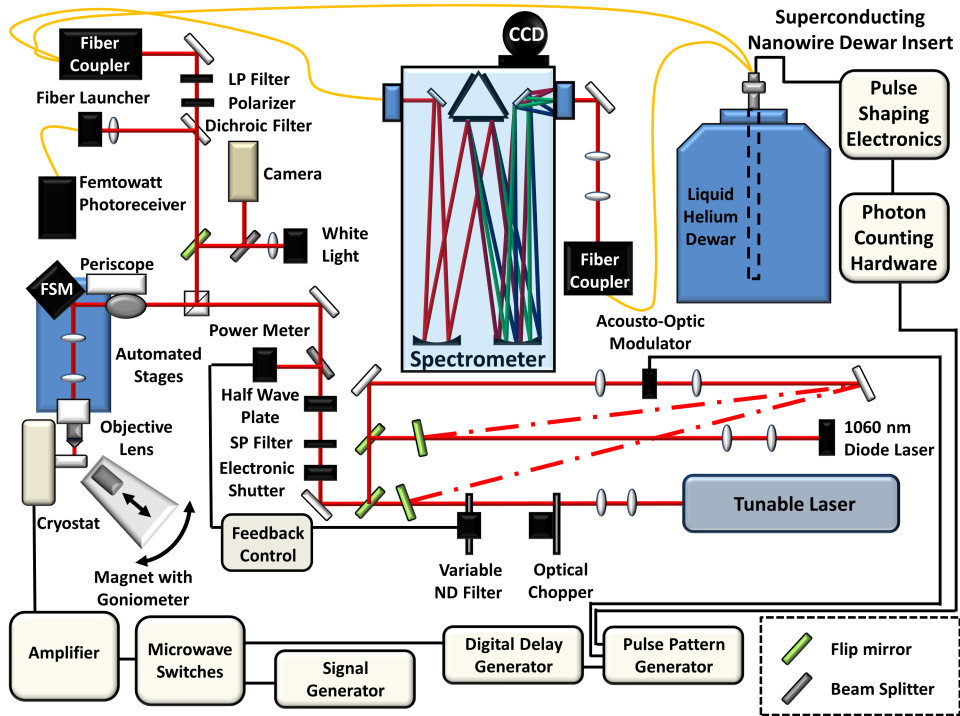 Fiber
Coupler
LP Filter
Polarizer
Dichroic Filter
Fiber Launcher
Femtowatt
Photoreceiver
Camera
White
Light
CCD
Spectrometer
Fiber
Coupler
Superconducting
Nanowire Dewar Insert
Pulse
Shaping
Electronics
Liquid
Helium
Dewar
Photon
Counting
Hardware
Periscope
FSM
Automated
Stages
Objective
Lens
Cryostat
Magnet with
Goniometer
Power Meter
Half Wave
Plate
SP Filter
Electronic
Shutter
Feedback
Control
Acousto-Optic
Modulator
1060 nm
Diode Laser
Tunable Laser
Variable
ND Filter
Optical
Chopper
Amplifier
Microwave
Switches
Signal
Generator
Digital Delay
Generator
Pulse Pattern
Generator
Flip mirror
Beam Splitter